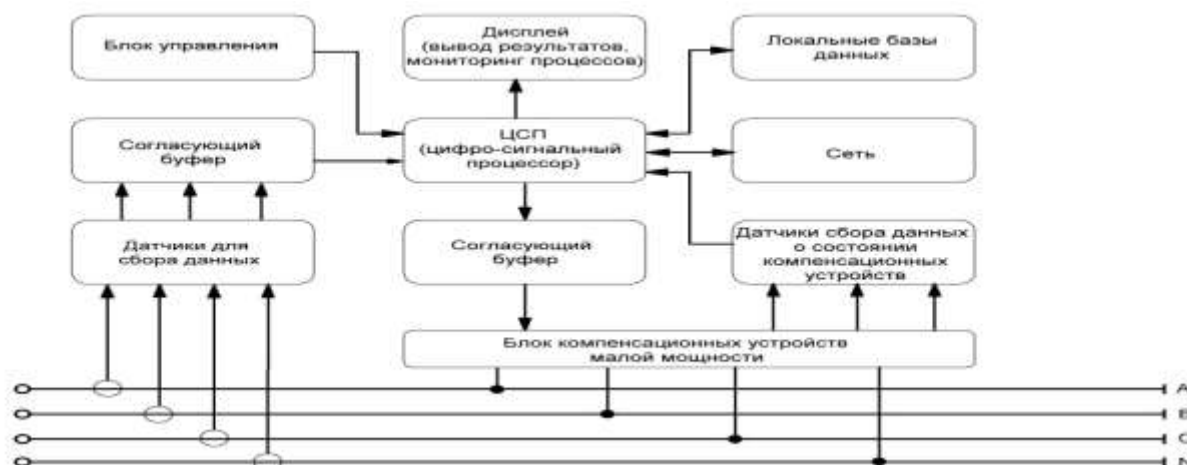 Блок управления
Дисплей
(вывод результатов,
мониторинг процессов)
Локальные базы
данных
Согласующий
буфер
ЦСП
(цифро-сигнальный
процессор)
Сеть
Датчики для
сбора данных
Согласующий
буфер
Датчики сбора данных
о состоянии
компенсационных
устройств
Блок компенсационных устройств
малой мощности
A